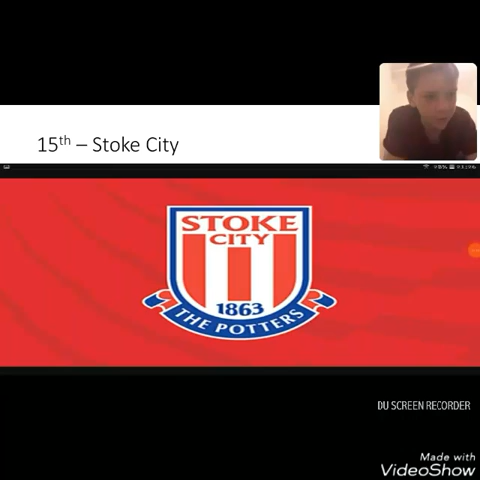 15th – Stoke City
STOKE
CITY
1863
THE POTTERS
DU SCREEN RECORDER
Made with
VideoShow